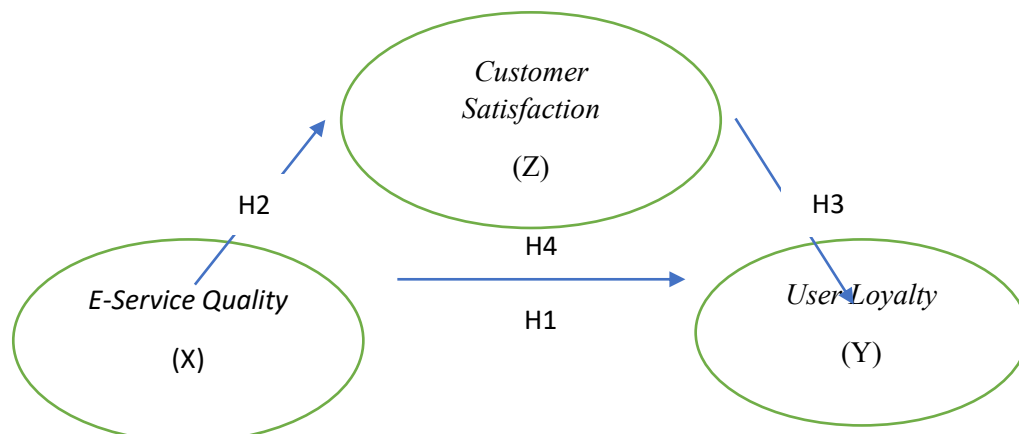 Customer
Satisfaction
(Z)
H2
H3
H4
E-Service Quality
(X)
H1
User Loyalty
(Y)